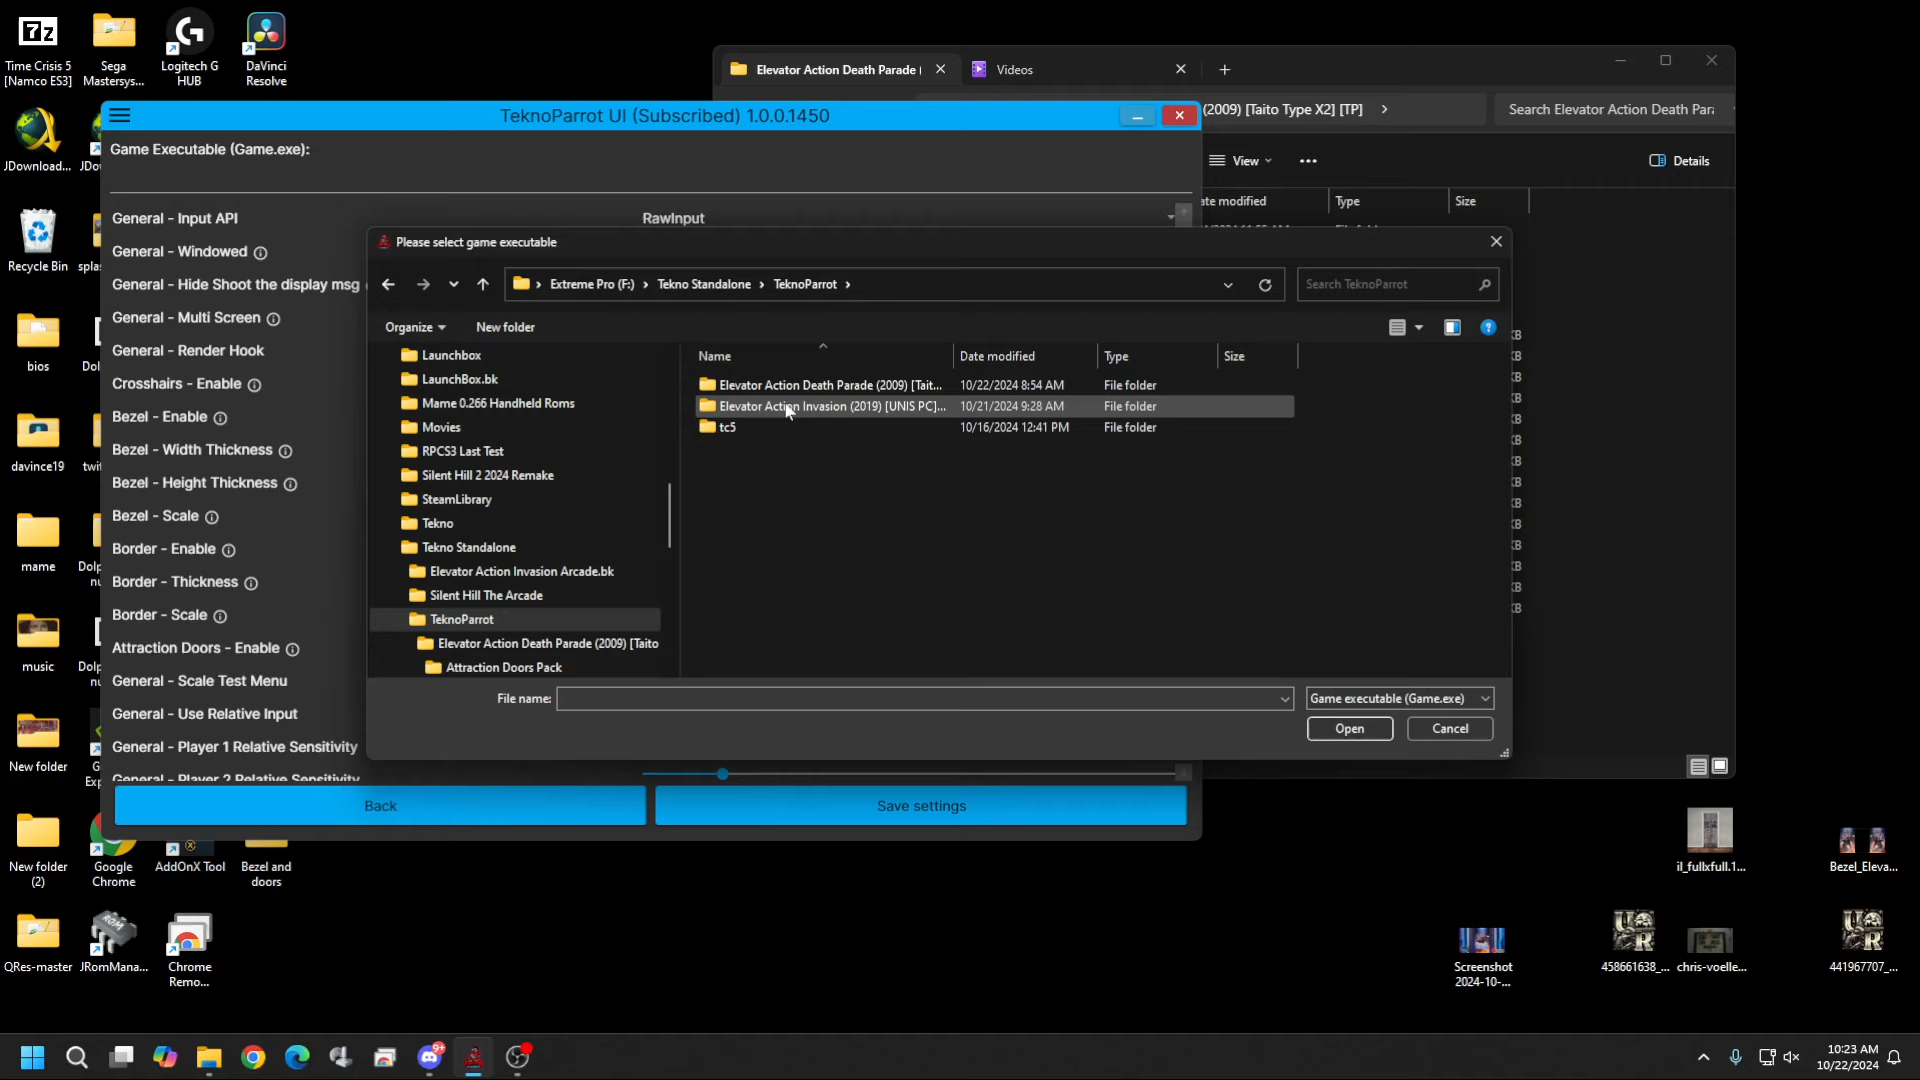 Time Crisis 5
[Namco ES3]
Sega
Mastersys...
Logitech G
HUB
DaVinci
Resolve
JDownload...
Recycle Bin
bios
davince19
mame
music
New folder
New folder
(2)
Google
Chrome
AddOnX Tool
Bezel and
doors
QRes-master
JRomMana...
Chrome
Remo...
Elevator Action Death Parade (
Videos
(2009) [Taito Type X2] [TP]
Search Elevator Action Death Para
View
Details
Type
Size
TeknoParrot UI (Subscribed) 1.0.0.1450
Game Executable (Game.exe):
General - Input API
RawInput
General - Windowed
General - Hide Shoot the display msg
General - Multi Screen
General - Render Hook
Crosshairs - Enable
Bezel - Enable
Bezel - Width Thickness
Bezel - Height Thickness
Bezel - Scale
Border - Enable
Border - Thickness
Border - Scale
Attraction Doors - Enable
General - Scale Test Menu
General - Use Relative Input
General - Player 1 Relative Sensitivity
General - Player 2 Relative Sensitivity
Back
Save settings
Please select game executable
Extreme Pro (F:) > Tekno Standalone > TeknoParrot >
Search TeknoParrot
Organize
New folder
Launchbox
LaunchBox.bk
Mame 0.266 Handheld Roms
Movies
RPCS3 Last Test
Silent Hill 2 2024 Remake
SteamLibrary
Tekno
Tekno Standalone
Elevator Action Invasion Arcade.bk
Silent Hill The Arcade
TeknoParrot
Elevator Action Death Parade (2009) [Taito
Attraction Doors Pack
Name
Date modified
Type
Size
Elevator Action Death Parade (2009) [Tait...
10/22/2024 8:54 AM
File folder
Elevator Action Invasion (2019) [UNIS PC]...
10/21/2024 9:28 AM
File folder
tc5
10/16/2024 12:41 PM
File folder
File name:
Game executable (Game.exe)
Open
Cancel
il_fullxfull.1...
Bezel_Eleva...
Screenshot
2024-10-...
458661638_...
chris-voelle...
441967707_...
10:23 AM
10/22/2024